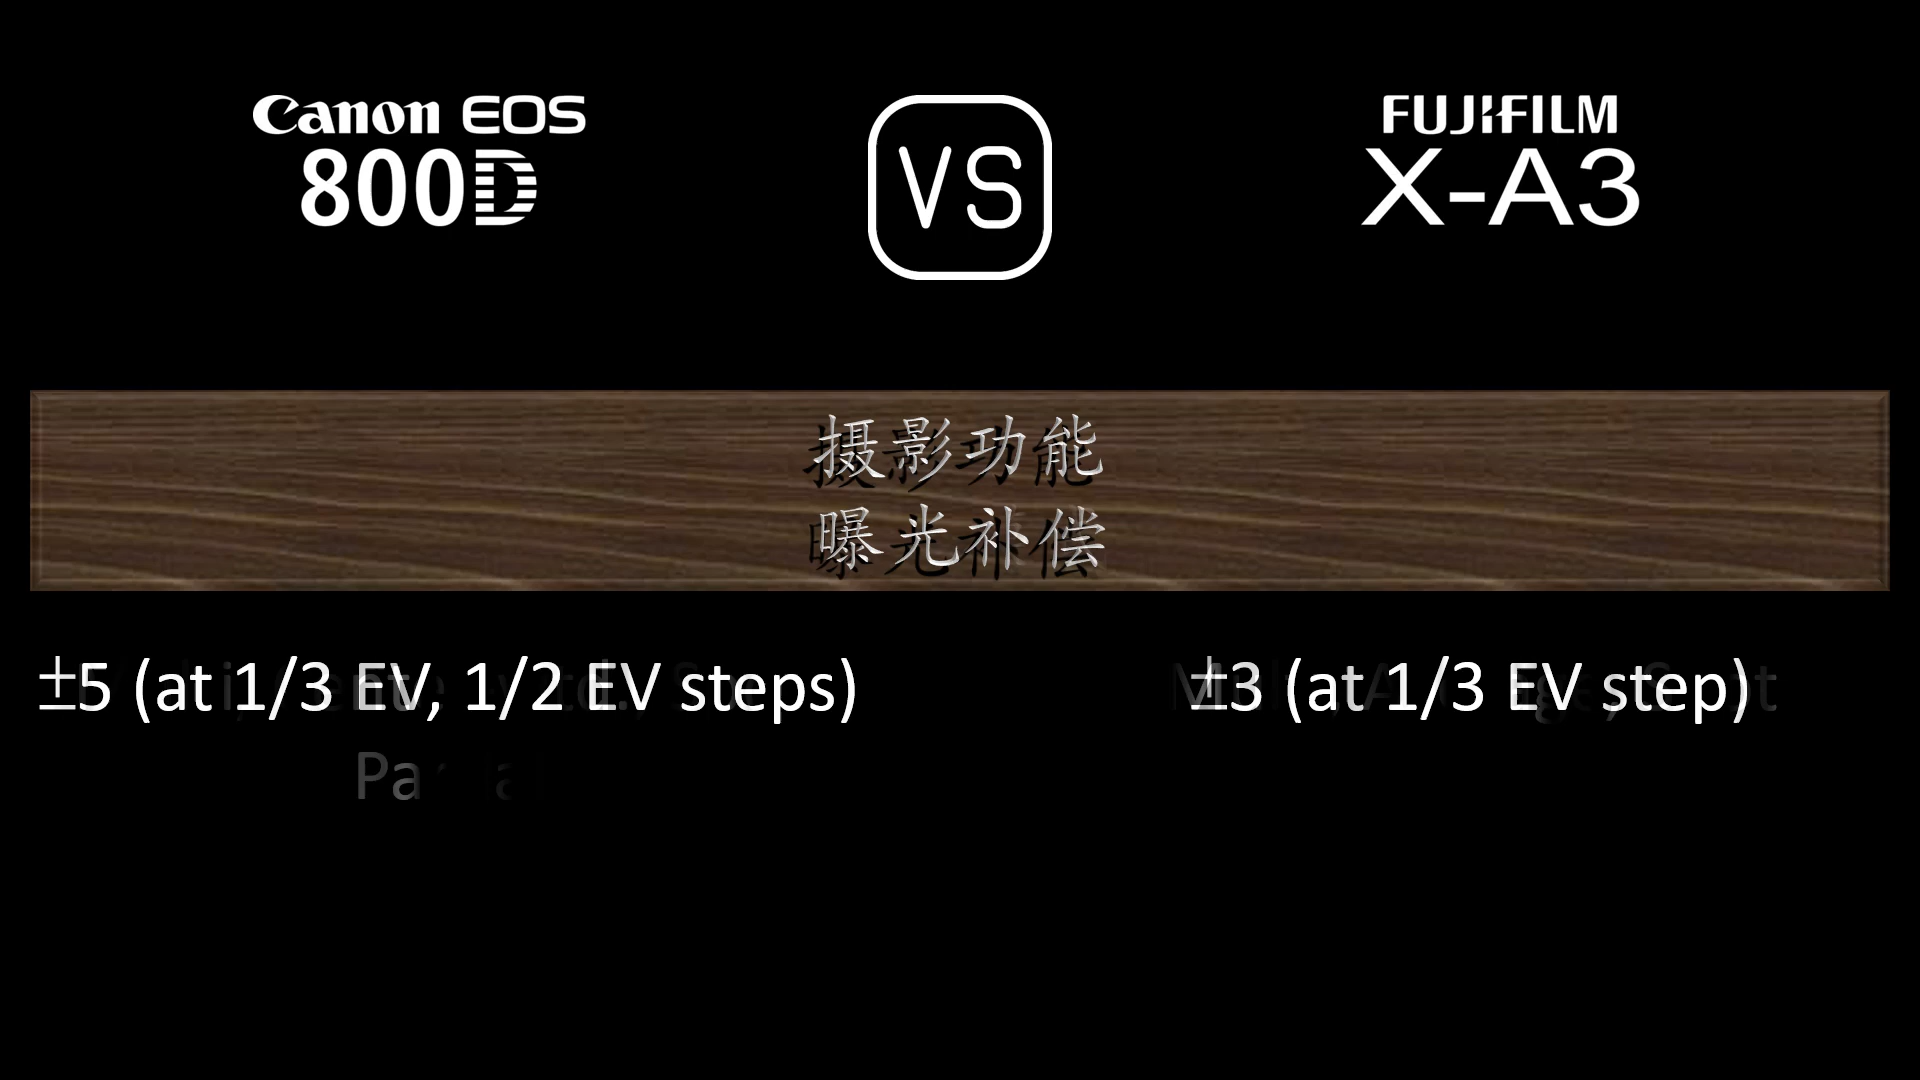 Canon EOS
800D
VS
FUJIFILM
X-A3
摄影功能
曝光补偿
±5 (at 1/3 EV, 1/2 EV steps)
±3 (at 1/3 EV step)